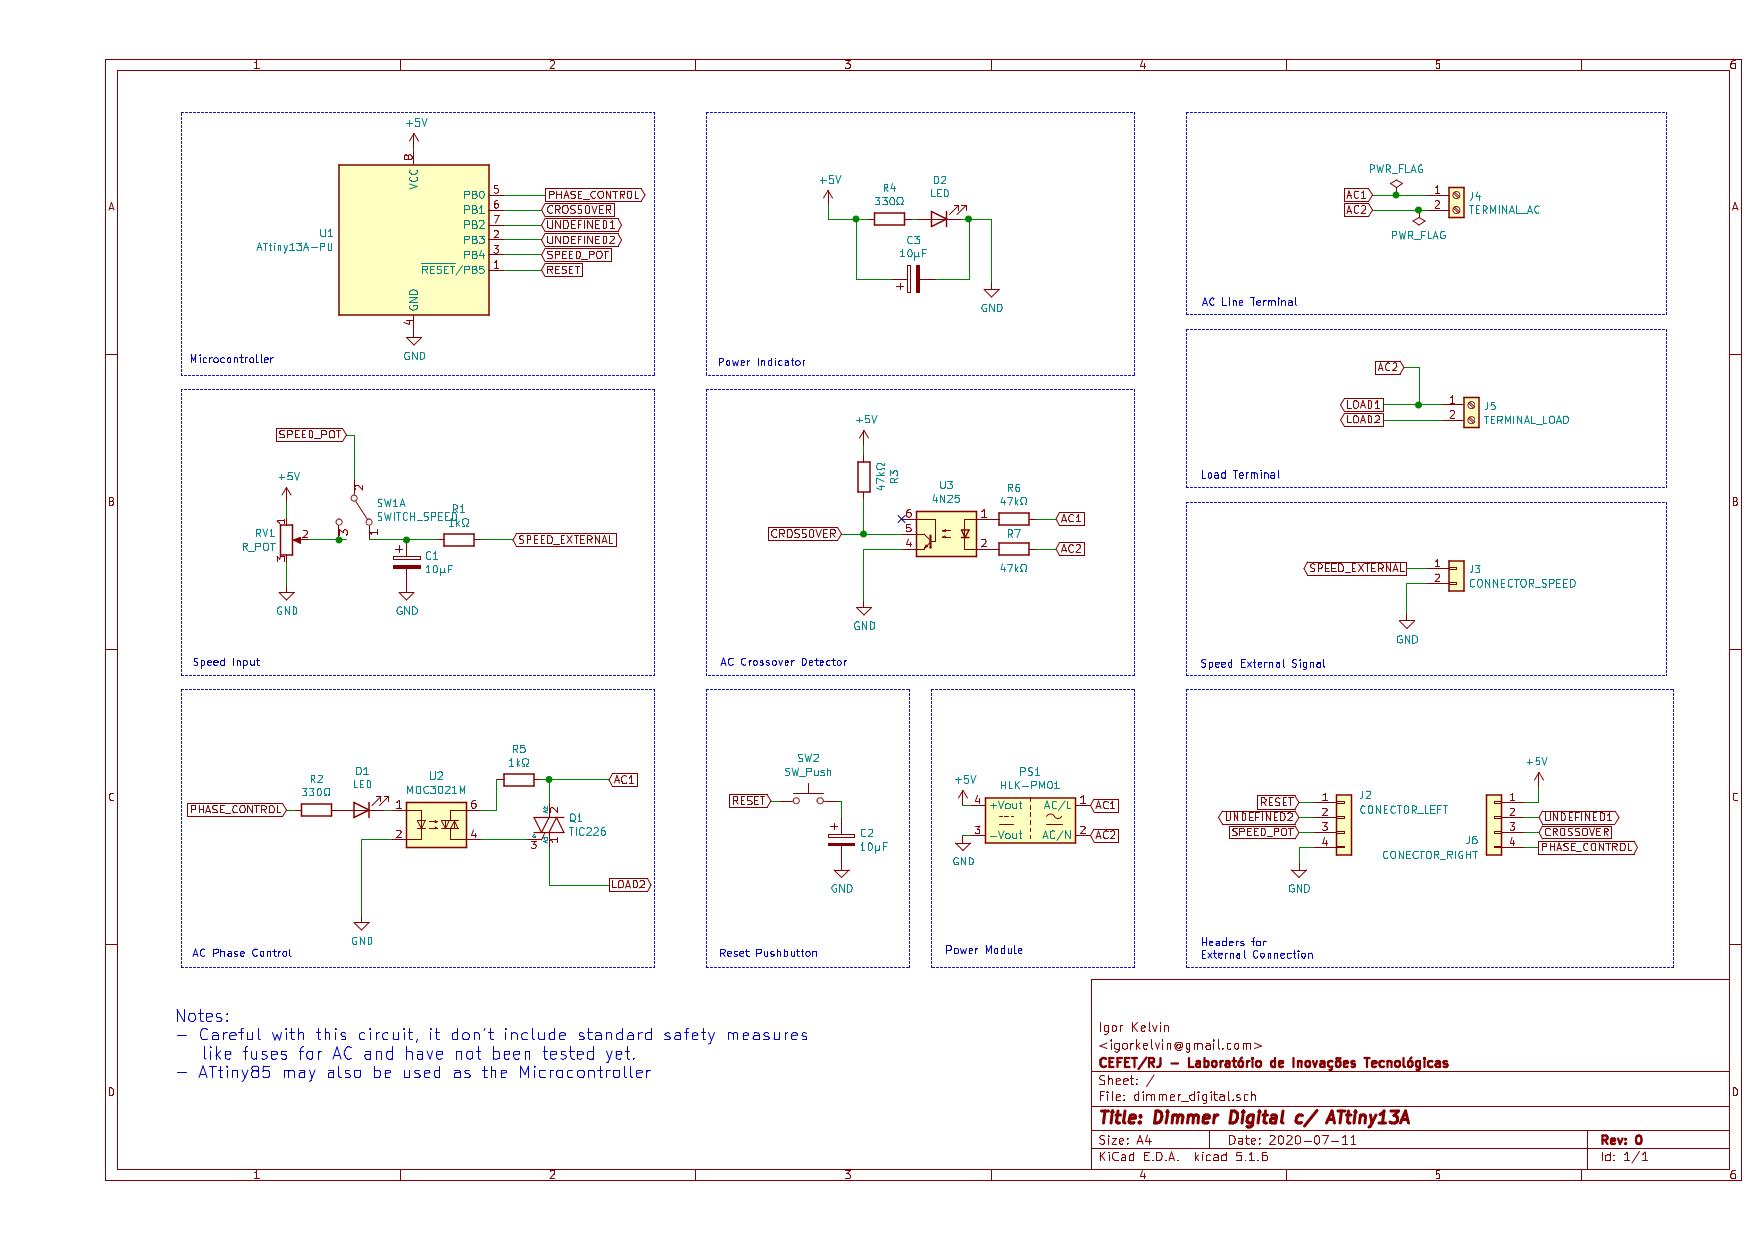 1 2 3 4 5 6
A
B
C
D
+5V
8
VCC
U1
ATtiny13A-PU
PB0 5 PHASE_CONTROL
PB1 6 CROSSOVER
PB2 7 UNDEFINED1
PB3 2 UNDEFINED2
PB4 3 SPEED_POT
RESET/PB5 1 RESET
GND
4
GND
Microcontroller
+5V
R4
330Ω
D2
LED
C3
10µF
+
GND
Power Indicator
PWR_FLAG
AC1 1 J4
AC2 2 TERMINAL_AC
PWR_FLAG
AC Line Terminal
AC2
LOAD1 1 J5
LOAD2 2 TERMINAL_LOAD
Load Terminal
SPEED_POT
+5V
2
SW1A
SWITCH_SPEED
R1
1kΩ
RV1
R_POT
1
2
3
3
1
SPEED_EXTERNAL
+
C1
10µF
GND
GND
Speed Input
+5V
47kΩ
R3
U3
4N25
R6
47kΩ
6
5
4
1
2
AC1
R7
AC2
47kΩ
CROSSOVER
GND
AC Crossover Detector
SPEED_EXTERNAL 1 J3
2 CONNECTOR_SPEED
GND
Speed External Signal
PHASE_CONTROL
R2
330Ω
D1
LED
U2
MOC3021M
1
2
6
4
R5
1kΩ
AC1
2
Q1
TIC226
3
1
LOAD2
GND
AC Phase Control
SW2
SW_Push
RESET
+
C2
10µF
GND
Reset Pushbutton
PS1
HLK-PM01
+5V
4 +Vout AC/L 1 AC1
3 -Vout AC/N 2 AC2
GND
Power Module
RESET 1 J2
UNDEFINED2 2 CONECTOR_LEFT
SPEED_POT 3
4
GND
+5V
1
2 UNDEFINED1
3 CROSSOVER
J6
CONECTOR_RIGHT
4 PHASE_CONTROL
Headers for
External Connection
Notes:
- Careful with this circuit, it don't include standard safety measures
like fuses for AC and have not been tested yet.
- ATtiny85 may also be used as the Microcontroller
Igor Kelvin
<igorkelvin@gmail.com>
CEFET/RJ - Laboratório de Inovações Tecnológicas
Sheet: /
File: dimmer_digital.sch
Title: Dimmer Digital c/ ATtiny13A
Size: A4 Date: 2020-07-11 Rev: 0
KiCad E.D.A. kicad 5.1.6 Id: 1/1
1 2 3 4 5 6
A
B
C
D